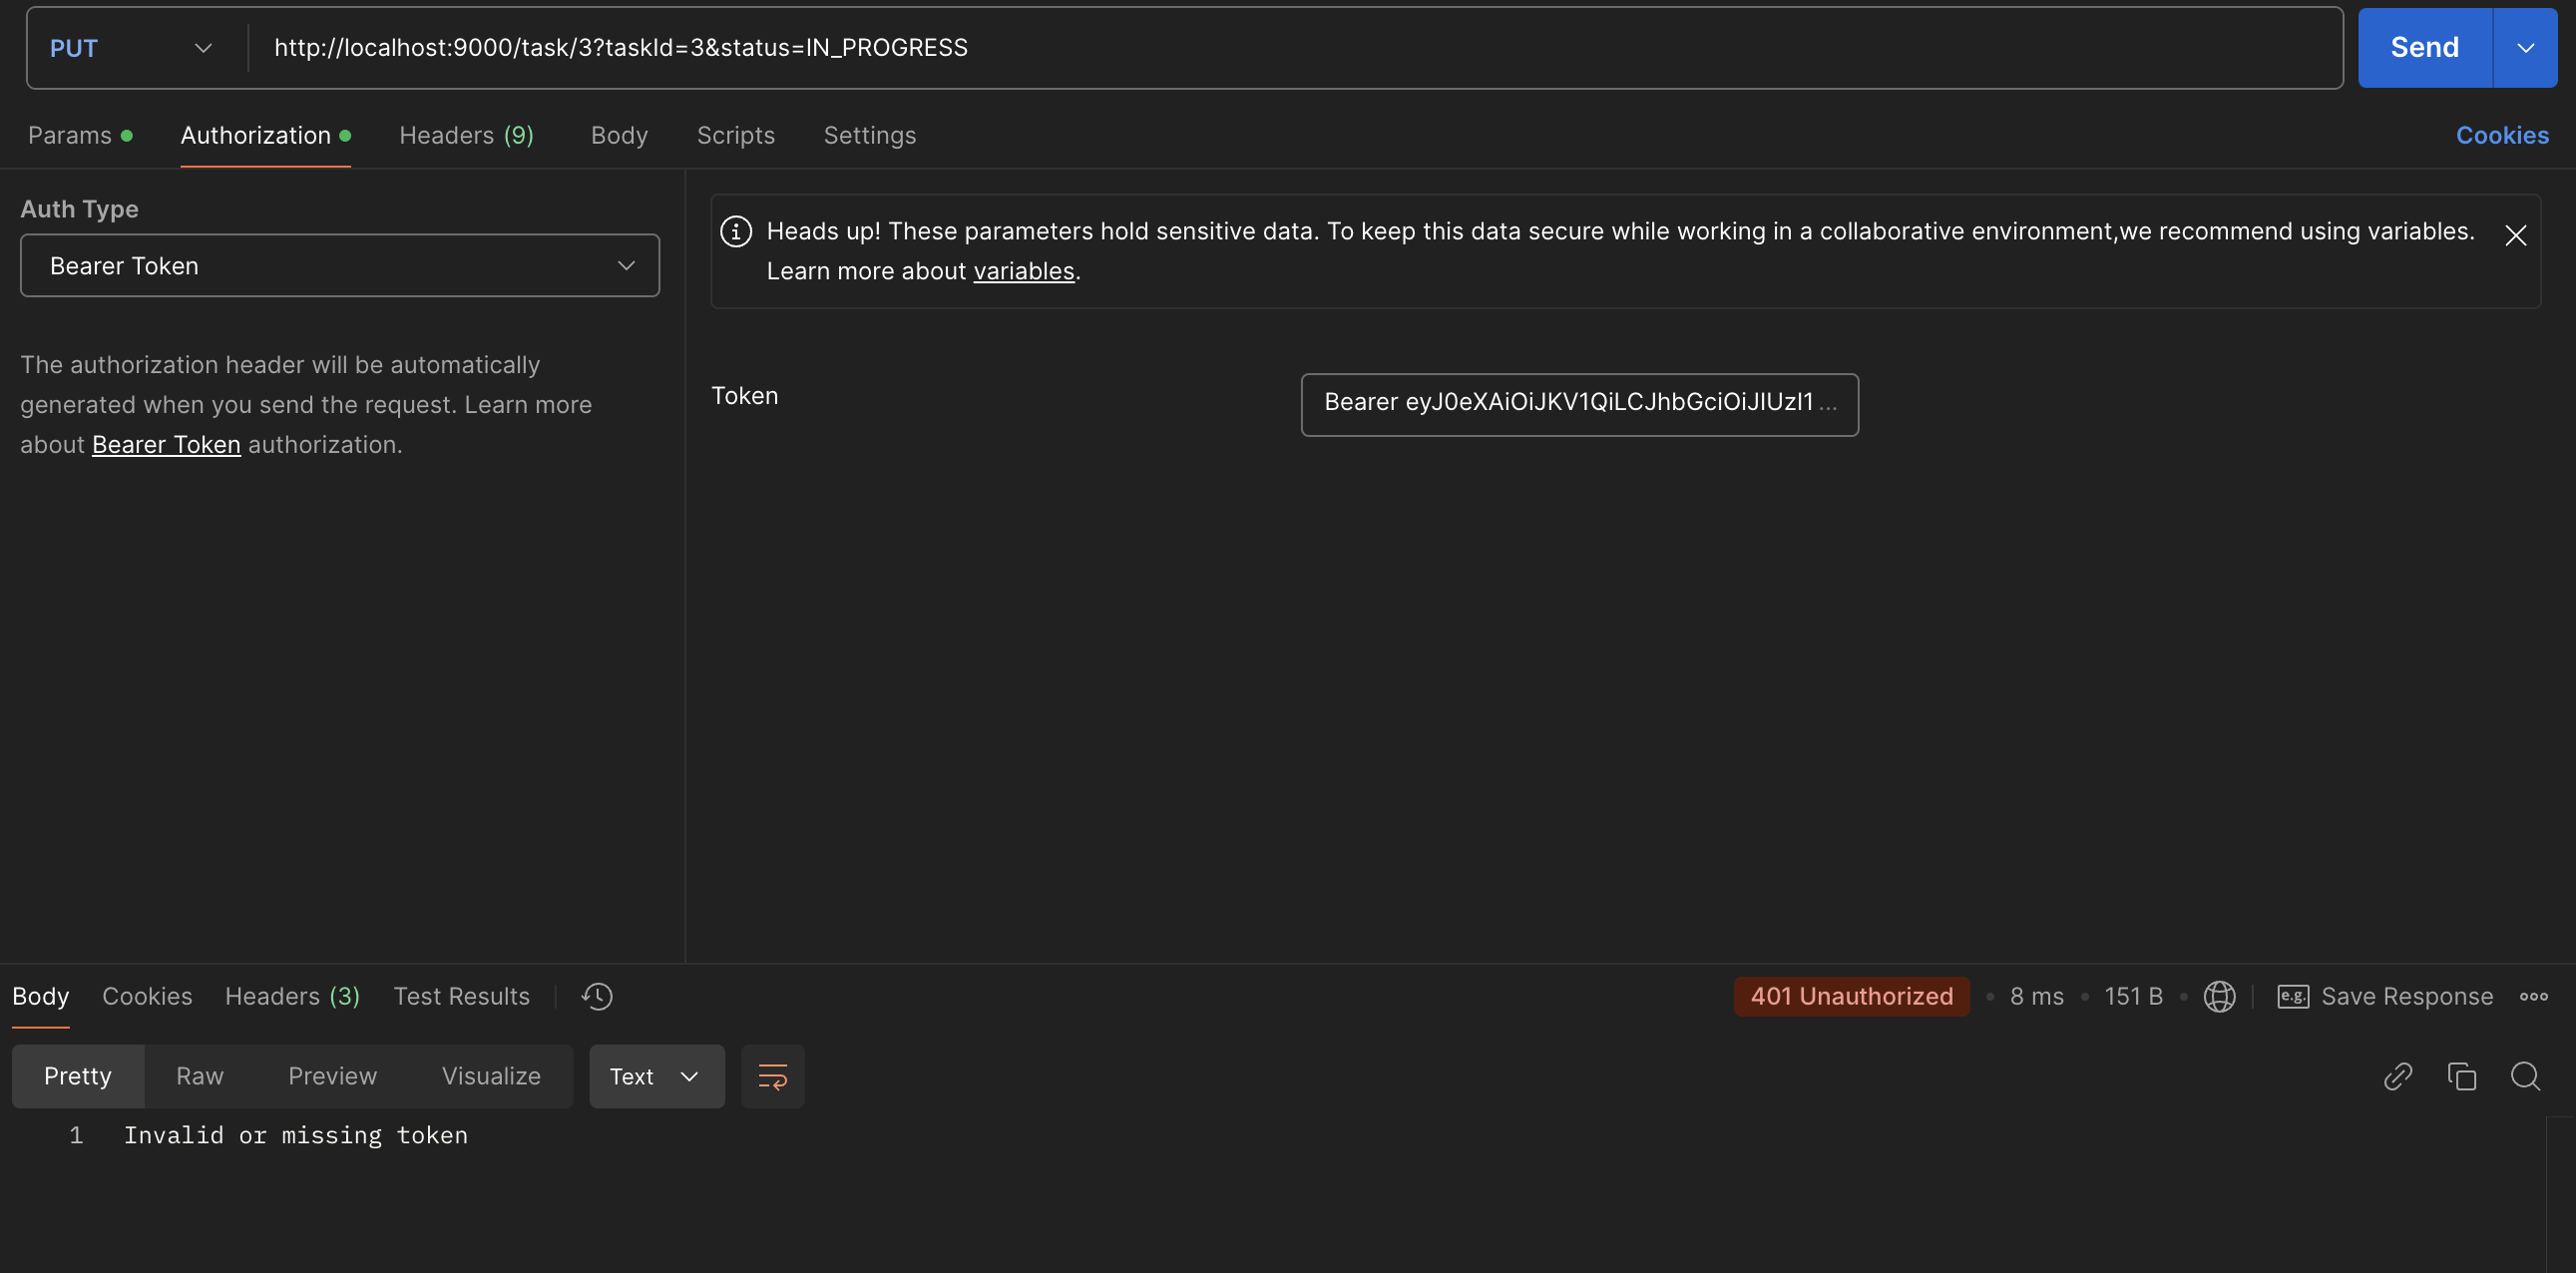 PUT
http://localhost:9000/task/3?taskId=3&status=IN_PROGRESS
Send
Params
Authorization
Headers (9)
Body
Scripts
Settings
Cookies
Auth Type
Bearer Token
The authorization header will be automatically
generated when you send the request. Learn more
about Bearer Token authorization.
Heads up! These parameters hold sensitive data. To keep this data secure while working in a collaborative environment,we recommend using variables.
Learn more about variables.
Token
Bearer eyJ0eXAiOiJKV1QiLCJhbGciOiJIUzI1...
Body
Cookies
Headers (3)
Test Results
401 Unauthorized
8 ms
151 B
e.g.
Save Response
Pretty
Raw
Preview
Visualize
Text
1 Invalid or missing token